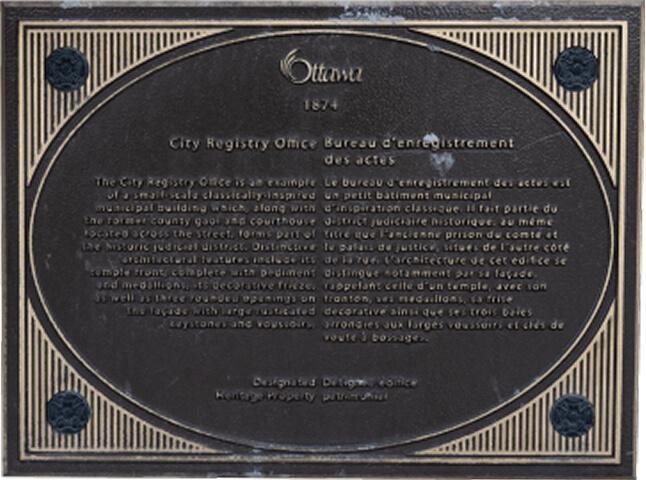 Ottawa
1874
City Registry Office
The City Registry Office is an example
of a small-scale classically-inspired
municipal building which, along with
the former county gaol and courthouse
located across the street, forms part of
the historic judicial district. Distinctive
architectural features include its
temple front, complete with pediment
and medallions, its decorative frieze,
as well as three rounded openings on
the façade with large rusticated
keystones and voussoirs.
Designated
Heritage Property
Bureau d'enregistrement
des actes
Le bureau d'enregistrement des actes est
un petit bâtiment municipal
d'inspiration classique. Il fait partie du
district judiciaire historique, au même
titre que l'ancienne prison du comté et
le palais de justice, situés de l'autre côté
de la rue. L'architecture de cet édifice se
distingue notamment par sa façade,
rappelant celle d'un temple, avec son
fronton, ses médaillons, sa frise
décorative ainsi que ses trois baies
arrondies aux larges voussoirs et clés de
voûte à bossages.
Désigné édifice
patrimonial